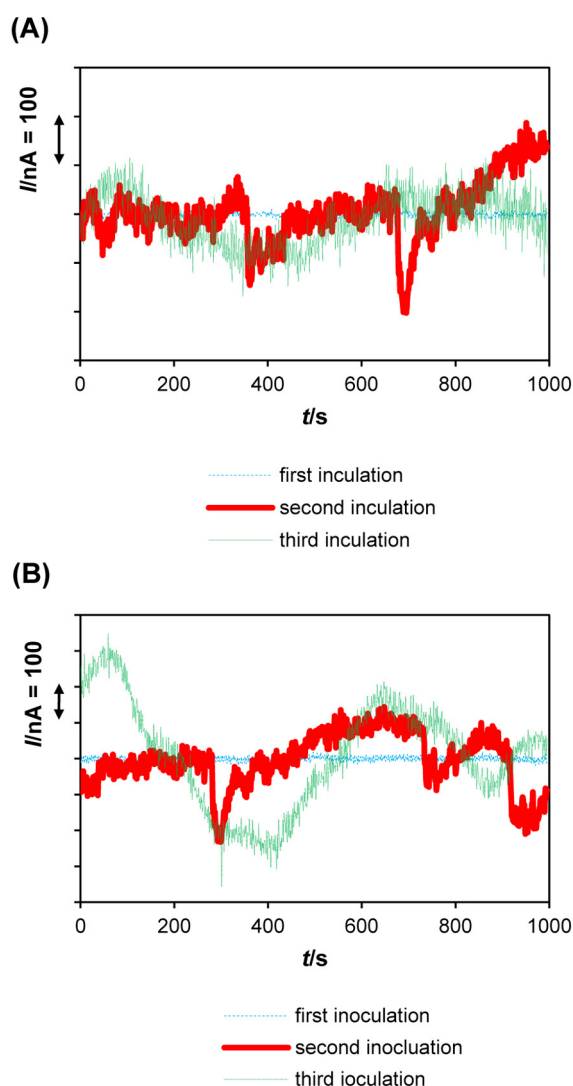 (A)
I/nA = 100
0 200 400 600 800 1000
t/s
first inculation
second inculation
third inculation
(B)
I/nA = 100
0 200 400 600 800 1000
t/s
first inoculation
second inocluation
third ioculation